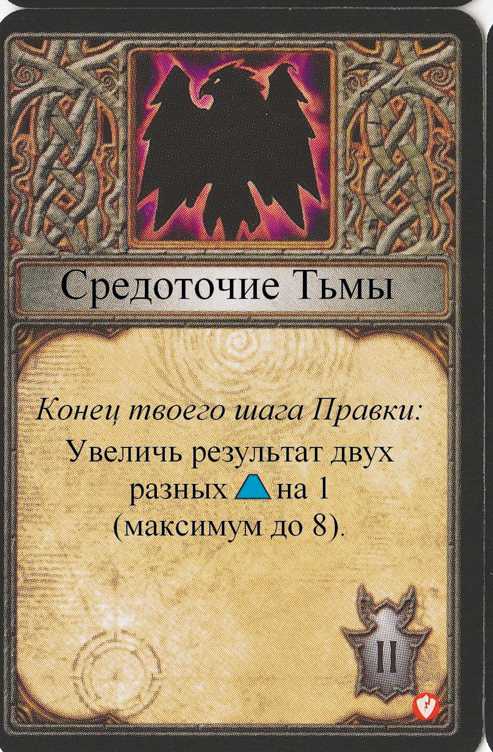 Средоточие Тьмы
Конец твоего шага Правки:
Увеличь результат двух
разных на 1
(максимум до 8).
II